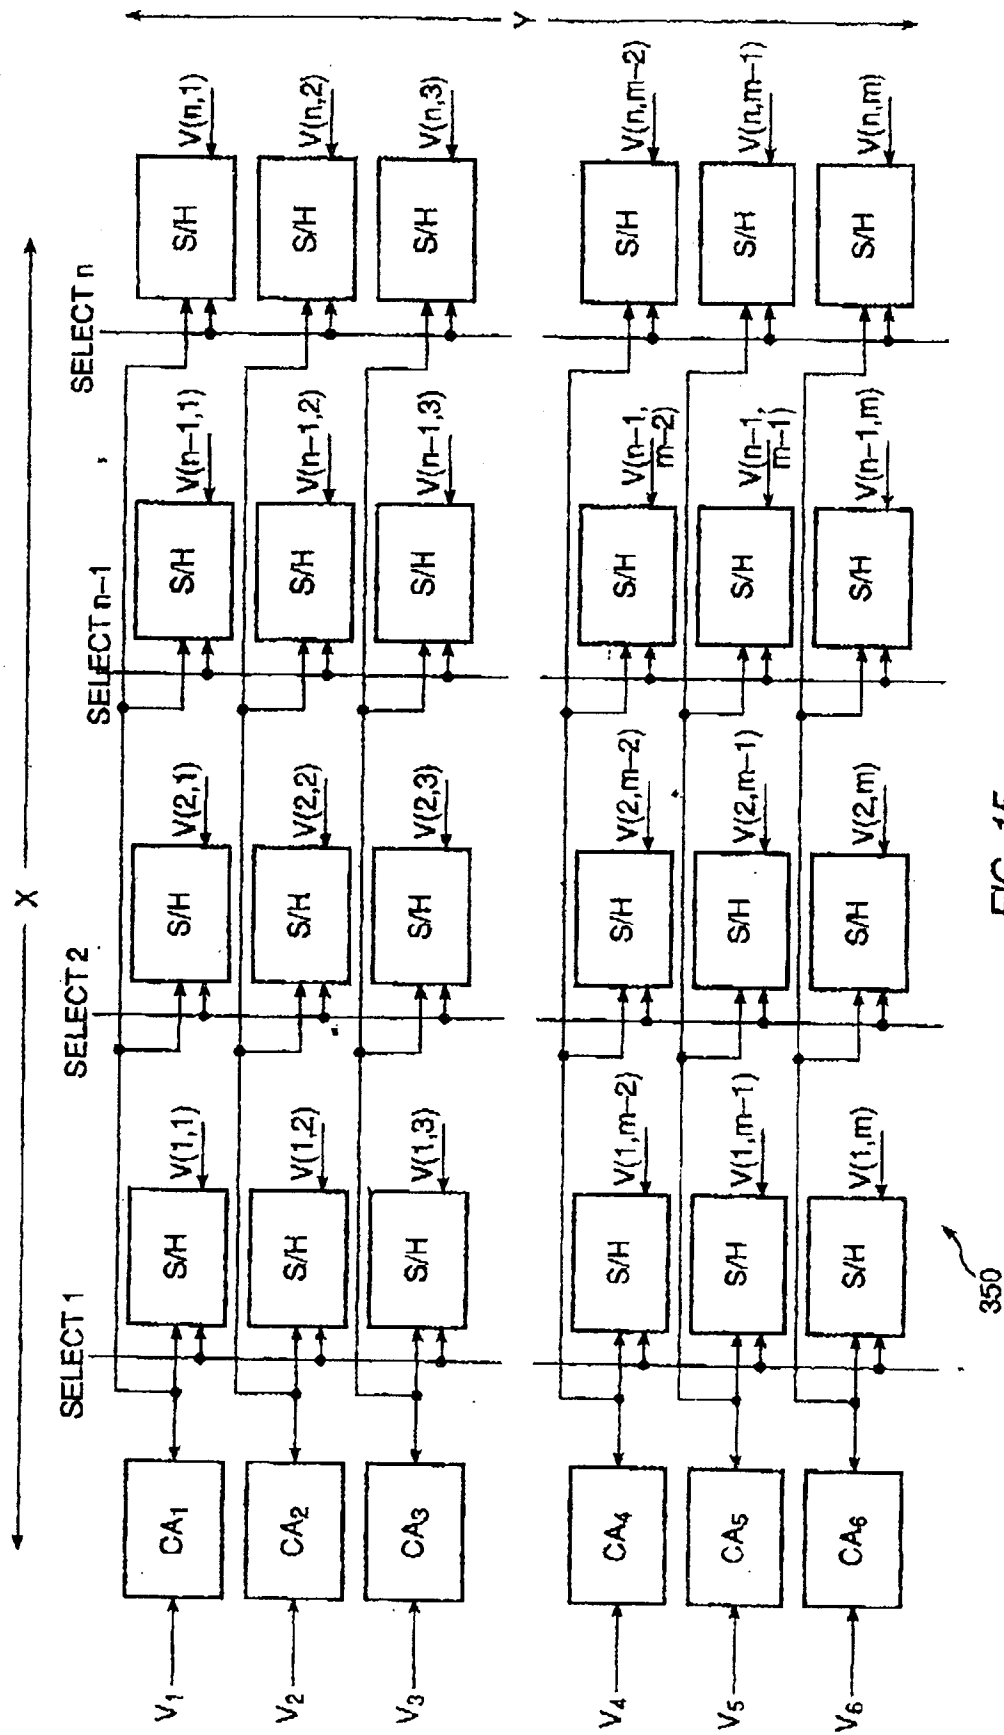 X
Y
SELECT 1
SELECT 2
SELECT n-1
SELECT n
V1
CA1
S/H
V(1,1)
S/H
V(2,1)
S/H
V(n-1,1)
S/H
V(n,1)
V2
CA2
S/H
V(1,2)
S/H
V(2,2)
S/H
V(n-1,2)
S/H
V(n,2)
V3
CA3
S/H
V(1,3)
S/H
V(2,3)
S/H
V(n-1,3)
S/H
V(n,3)
V4
CA4
S/H
V(1,m-2)
S/H
V(2,m-2)
S/H
V(n-1,
m-2)
S/H
V(n,m-2)
V5
CA5
S/H
V(1,m-1)
S/H
V(2,m-1)
S/H
V(n-1,
m-1)
S/H
V(n,m-1)
V6
CA6
S/H
V(1,m)
S/H
V(2,m)
S/H
V(n-1,m)
S/H
V(n,m)
350
FIG.